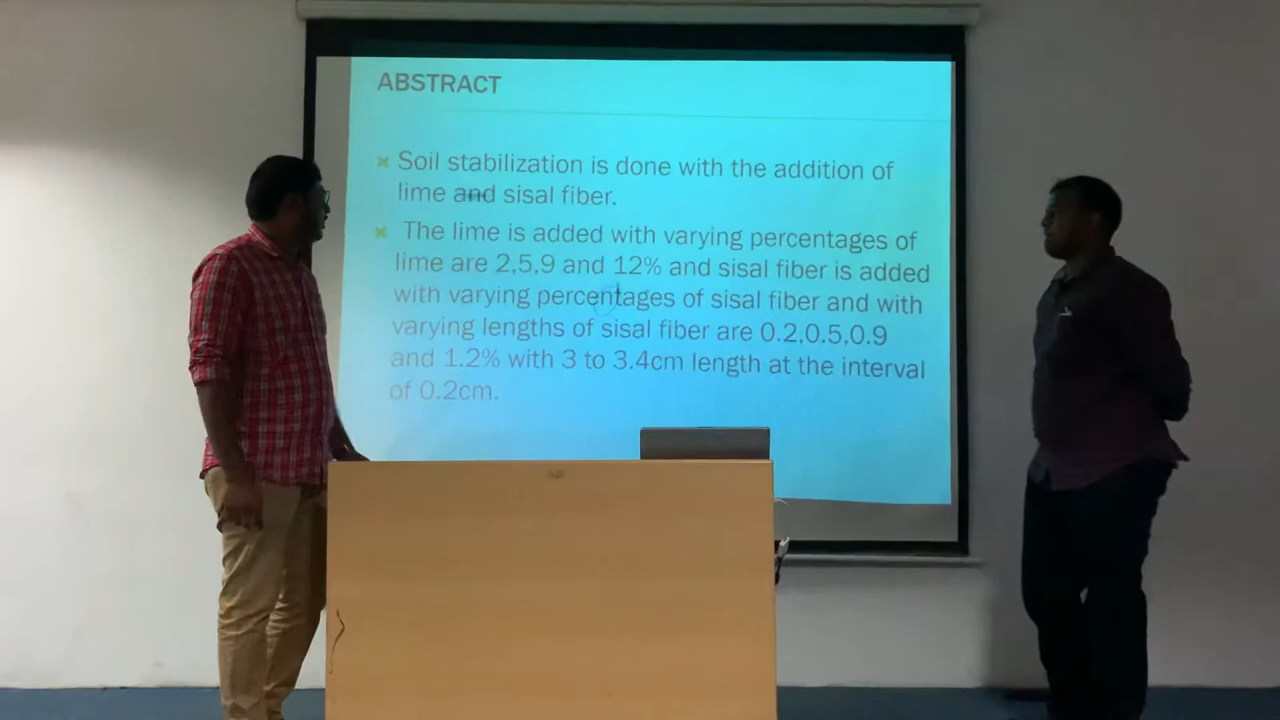 ABSTRACT
Soil stabilization is done with the addition of
lime and sisal fiber.
The lime is added with varying percentages of
lime are 2,5,9 and 12% and sisal fiber is added
with varying percentages of sisal fiber and with
varying lengths of sisal fiber are 0.2,0.5,0.9
and 1.2% with 3 to 3.4cm length at the interval
of 0.2cm.